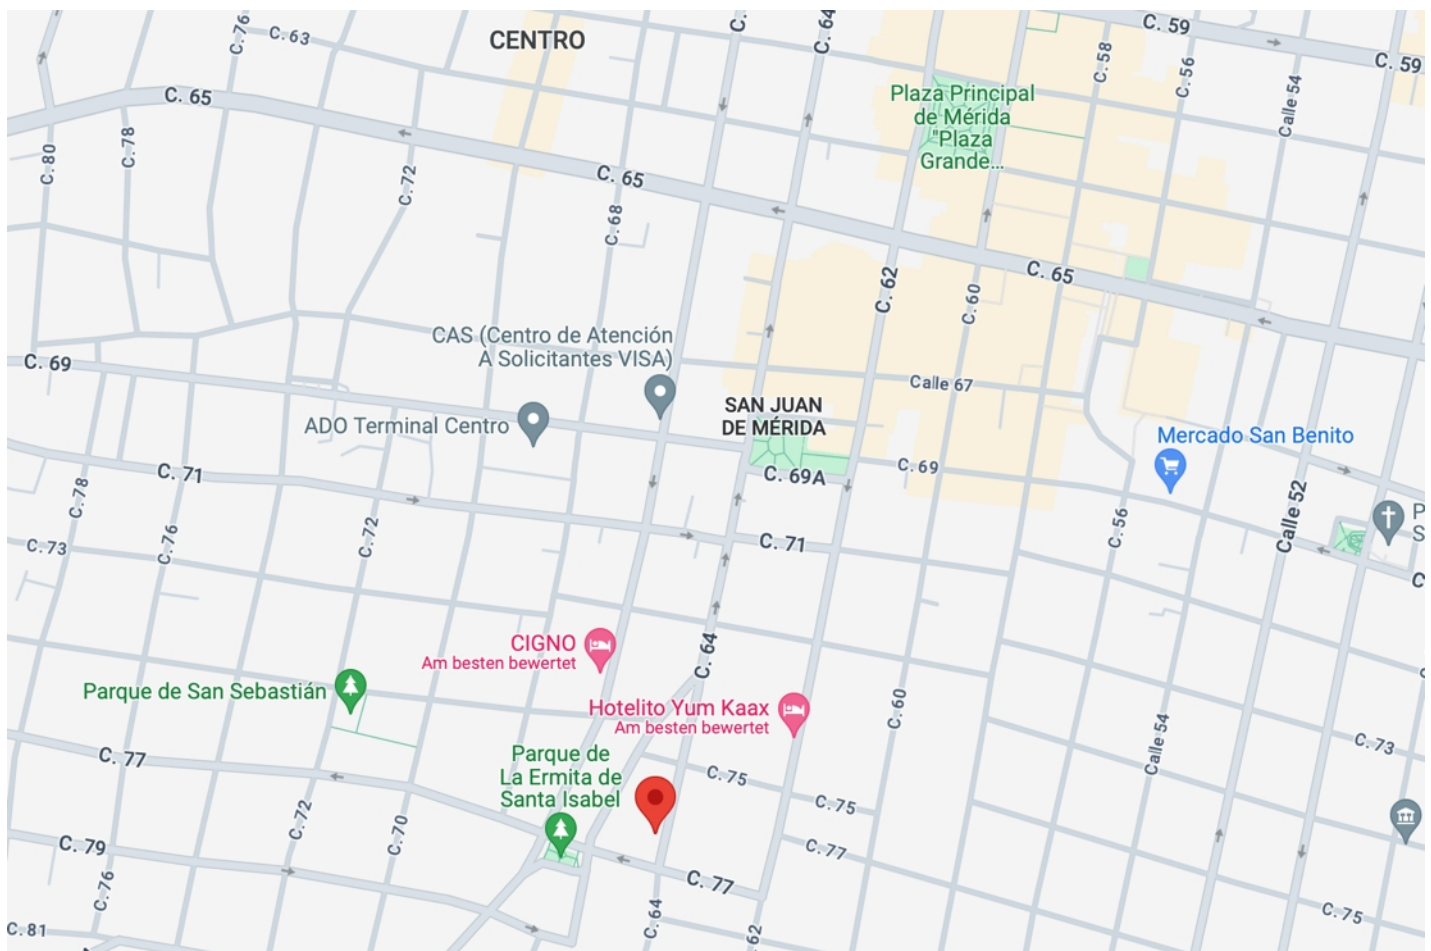 C. 76
C. 63
CENTRO
C.
C. 64
C. 59
C. 58
C. 56
Calle 54
C. 59
C. 65
Plaza Principal
de Mérida
"Plaza
Grande...
C. 80
C. 78
C. 72
C. 65
C. 68
C. 62
C. 60
C. 65
CAS (Centro de Atención
A Solicitantes VISA)
C. 69
Calle 67
SAN JUAN
DE MÉRIDA
ADO Terminal Centro
Mercado San Benito
C. 69
C. 69A
C. 71
C. 78
C. 76
C. 72
C. 56
Calle 52
P
S
C. 73
C. 71
C
CIGNO
Am besten bewertet
C. 64
Parque de San Sebastián
Hotelito Yum Kaax
Am besten bewertet
C. 60
Calle 54
C. 73
C. 77
Parque de
La Ermita de
Santa Isabel
C. 75
C. 75
C. 72
C. 70
C. 79
C. 77
C. 77
C. 76
C. 64
62
C. 75
C. 81